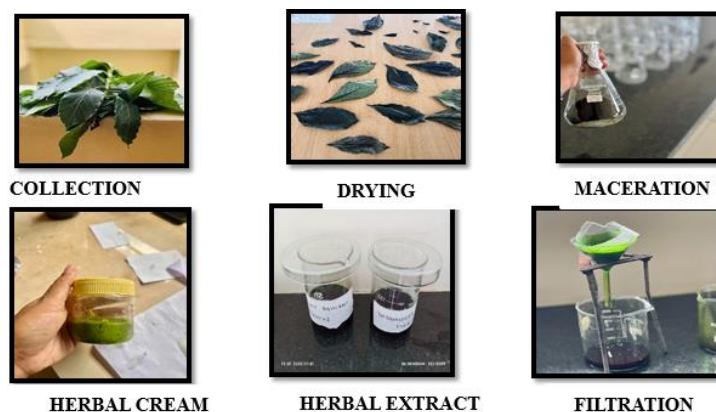 COLLECTION
DRYING
MACERATION
HERBAL CREAM
HERBAL EXTRACT
FILTRATION